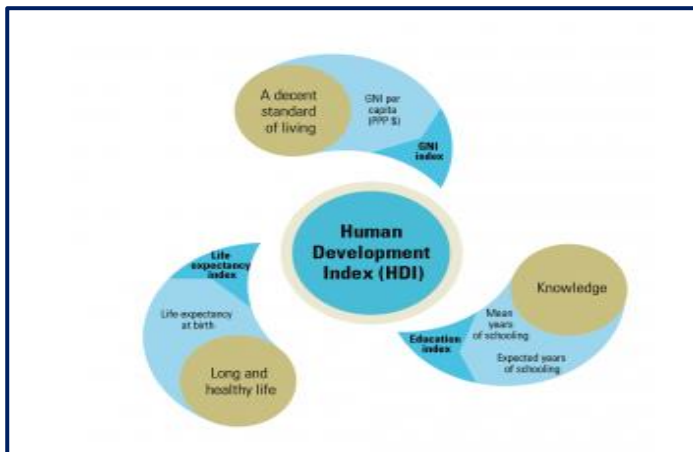 A decent
standard
of living
GNI per
capita
(PPP $)
GNI
index
Human
Development
Index (HDI)
Life
expectancy
index
Life expectancy
at birth
Long and
healthy life
Knowledge
Mean
years
of schooling
Expected years
of schooling
Education
index